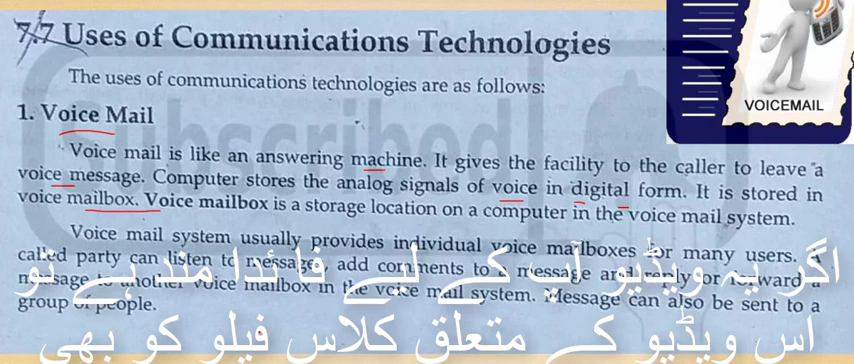 7.7 Uses of Communications Technologies
The uses of communications technologies are as follows:
1. Voice Mail
Voice mail is like an answering machine. It gives the facility to the caller to leave a
voice message. Computer stores the analog signals of voice in digital form. It is stored in
voice mailbox. Voice mailbox is a storage location on a computer in the voice mail system.
Voice mail system usually provides individual voice mailboxes for many users. A
called party can listen to messages, add comments to a message and reply or forward a
message to another voice mailbox in the voice mail system. Message can also be sent to a
group of people.
VOICEMAIL
Subscribed
اگر یہ ویڈیو آپ کے لیے فائدا مند ہے تو
اس ویڈیو کے متعلق کلاس فیلو کو بھی